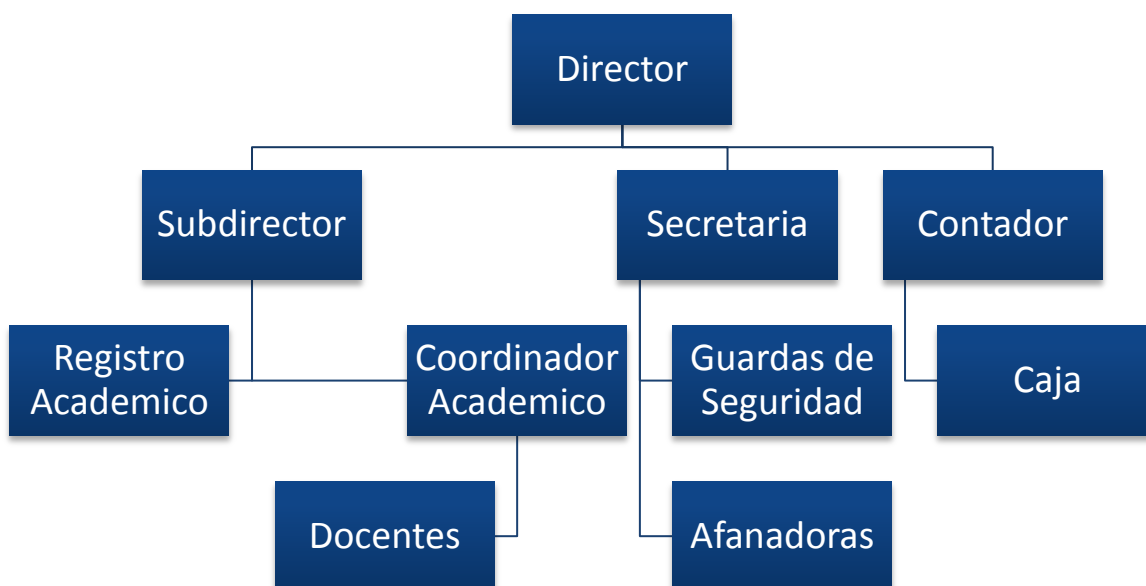 Director
Subdirector
Secretaria
Contador
Registro
Academico
Coordinador
Academico
Guardas de
Seguridad
Caja
Docentes
Afanadoras